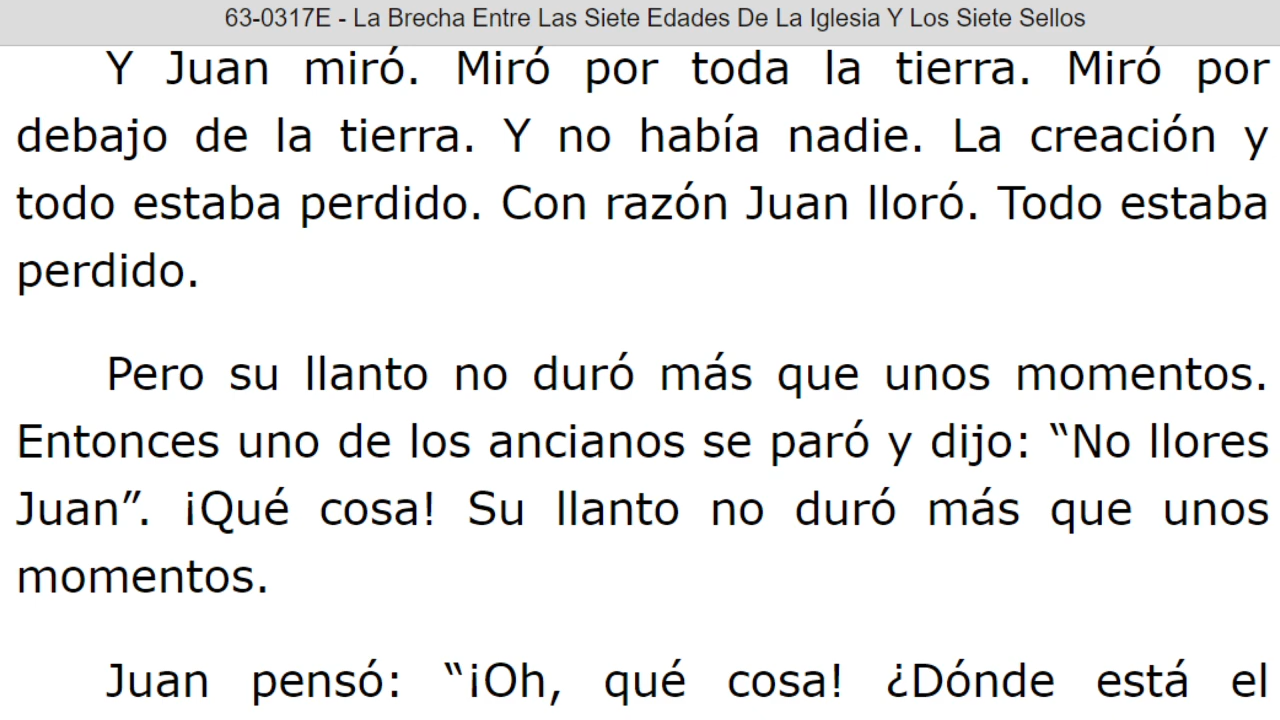 63-0317E - La Brecha Entre Las Siete Edades De La Iglesia Y Los Siete Sellos
Y Juan miró. Miró por toda la tierra. Miró por
debajo de la tierra. Y no había nadie. La creación y
todo estaba perdido. Con razón Juan lloró. Todo estaba
perdido.
Pero su llanto no duró más que unos momentos.
Entonces uno de los ancianos se paró y dijo: “No llores
Juan”. ¡Qué cosa! Su llanto no duró más que unos
momentos.
Juan pensó: “¡Oh, qué cosa! ¿Dónde está el